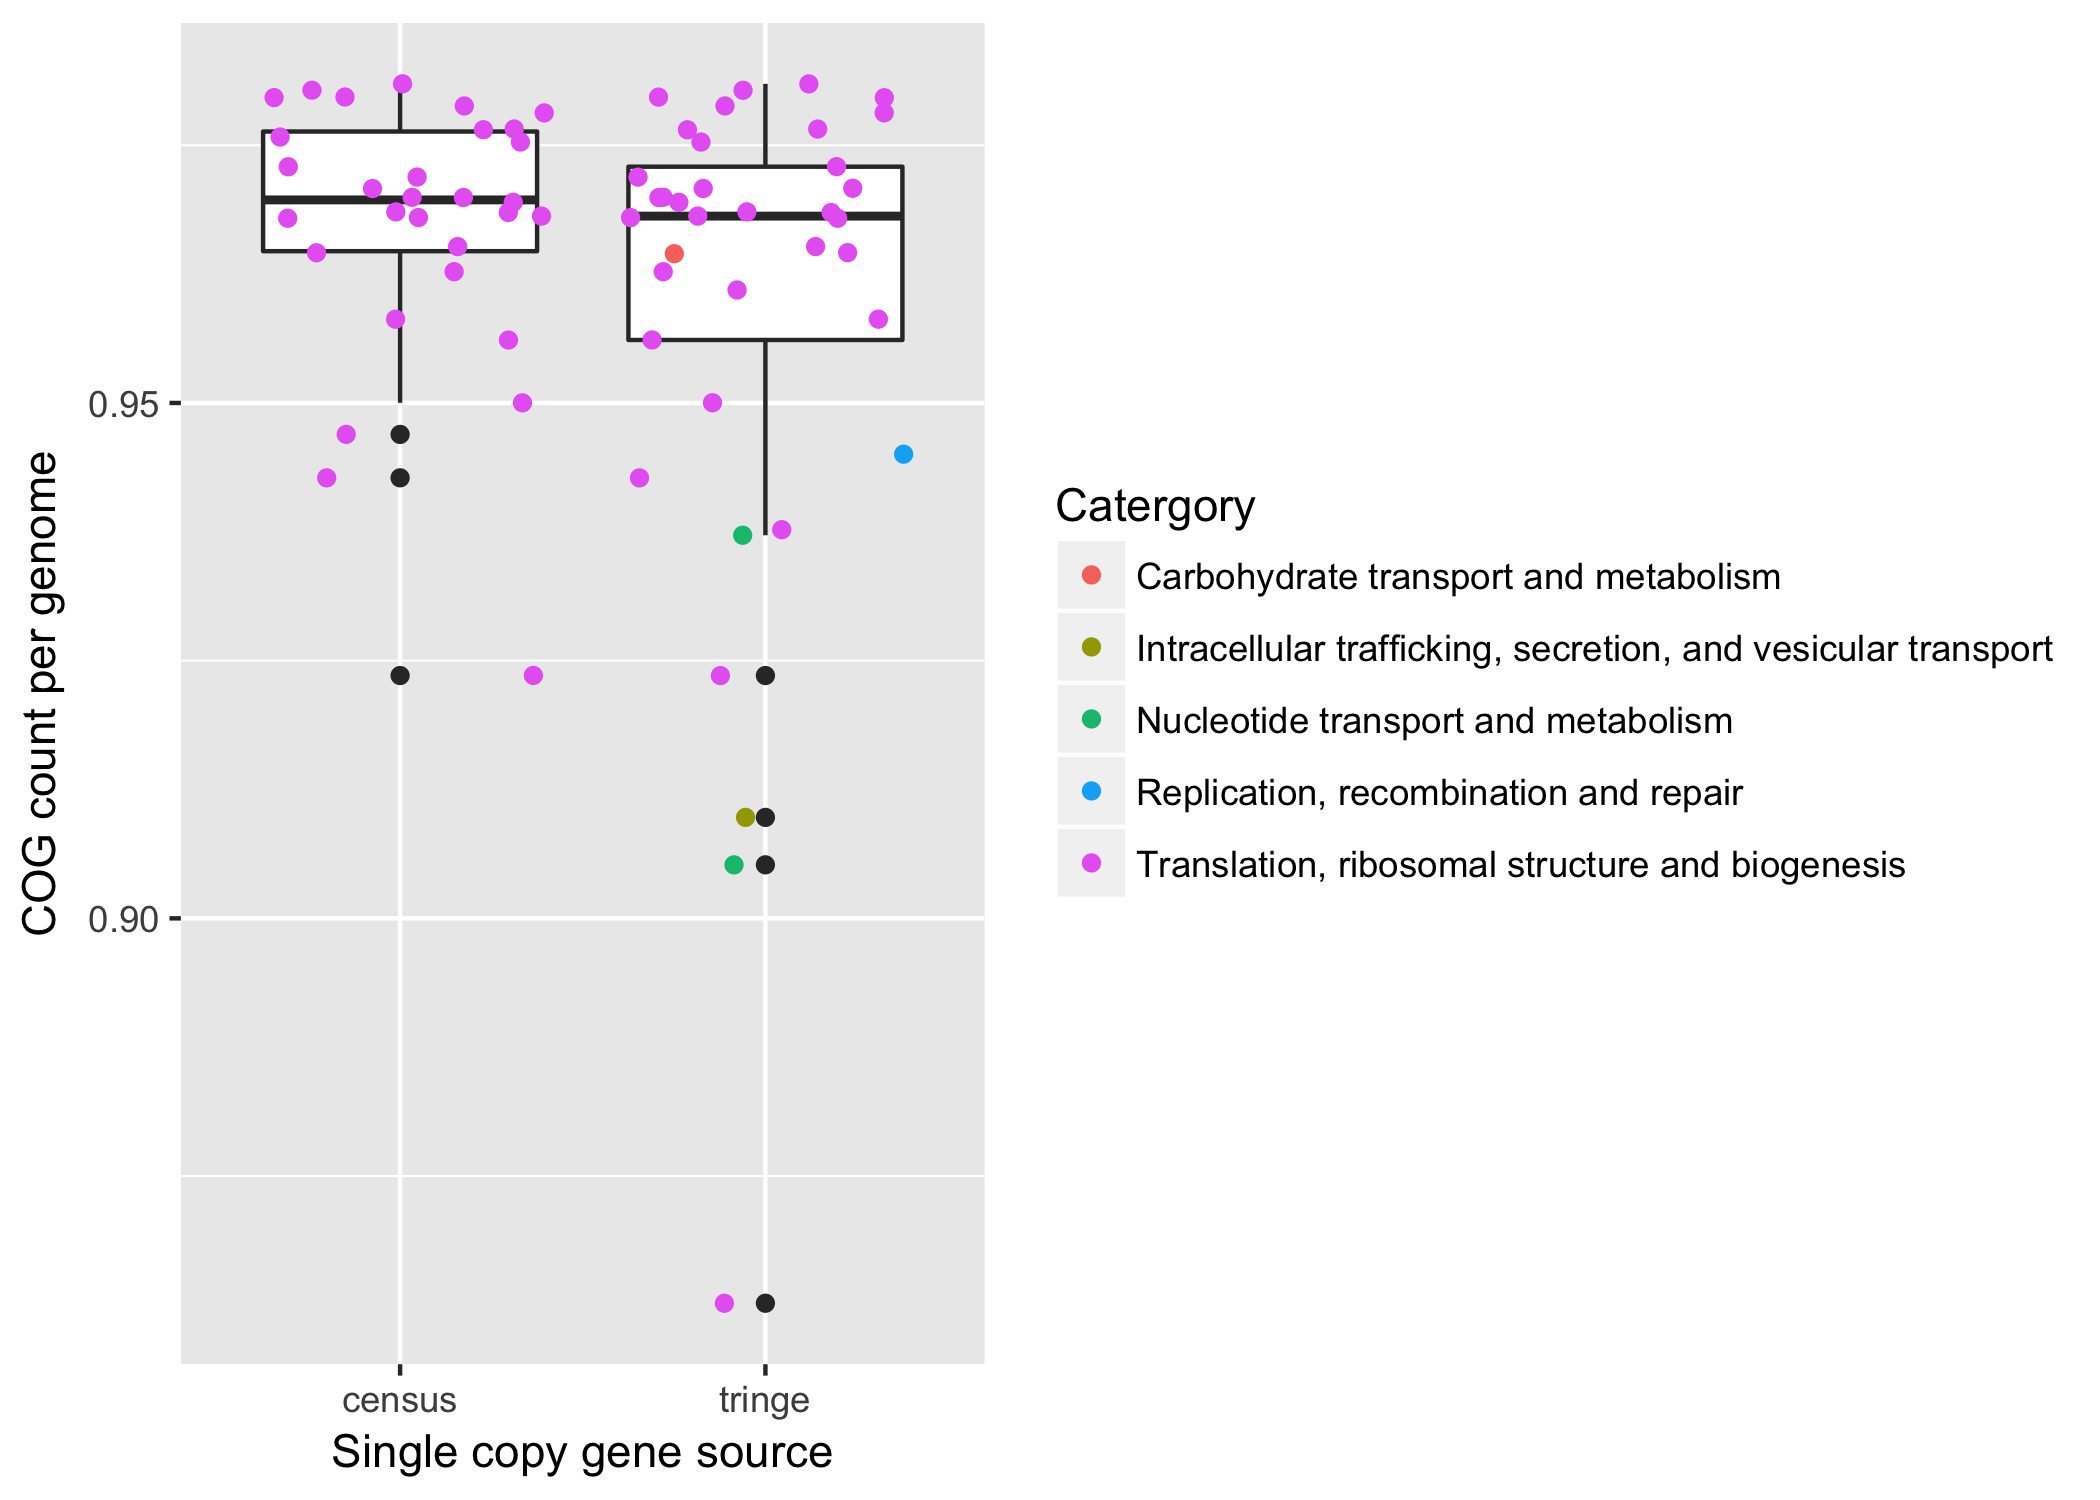 COG count per genome
0.95
0.90
census
tringe
Single copy gene source
Catergory
Carbohydrate transport and metabolism
Intracellular trafficking, secretion, and vesicular transport
Nucleotide transport and metabolism
Replication, recombination and repair
Translation, ribosomal structure and biogenesis